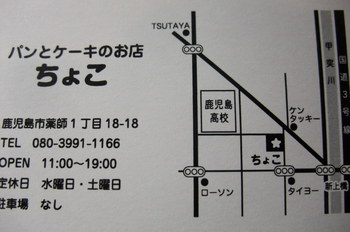 パンとケーキのお店
ちょこ
鹿児島市薬師1丁目18-18
TEL 080-3991-1166
OPEN 11:00〜19:00
定休日 水曜日・土曜日
駐車場 なし
TSUTAYA
鹿児島
高校
甲突川
国道3号線
ケン
タッキー
ちょこ
ローソン
タイヨー
新上橋